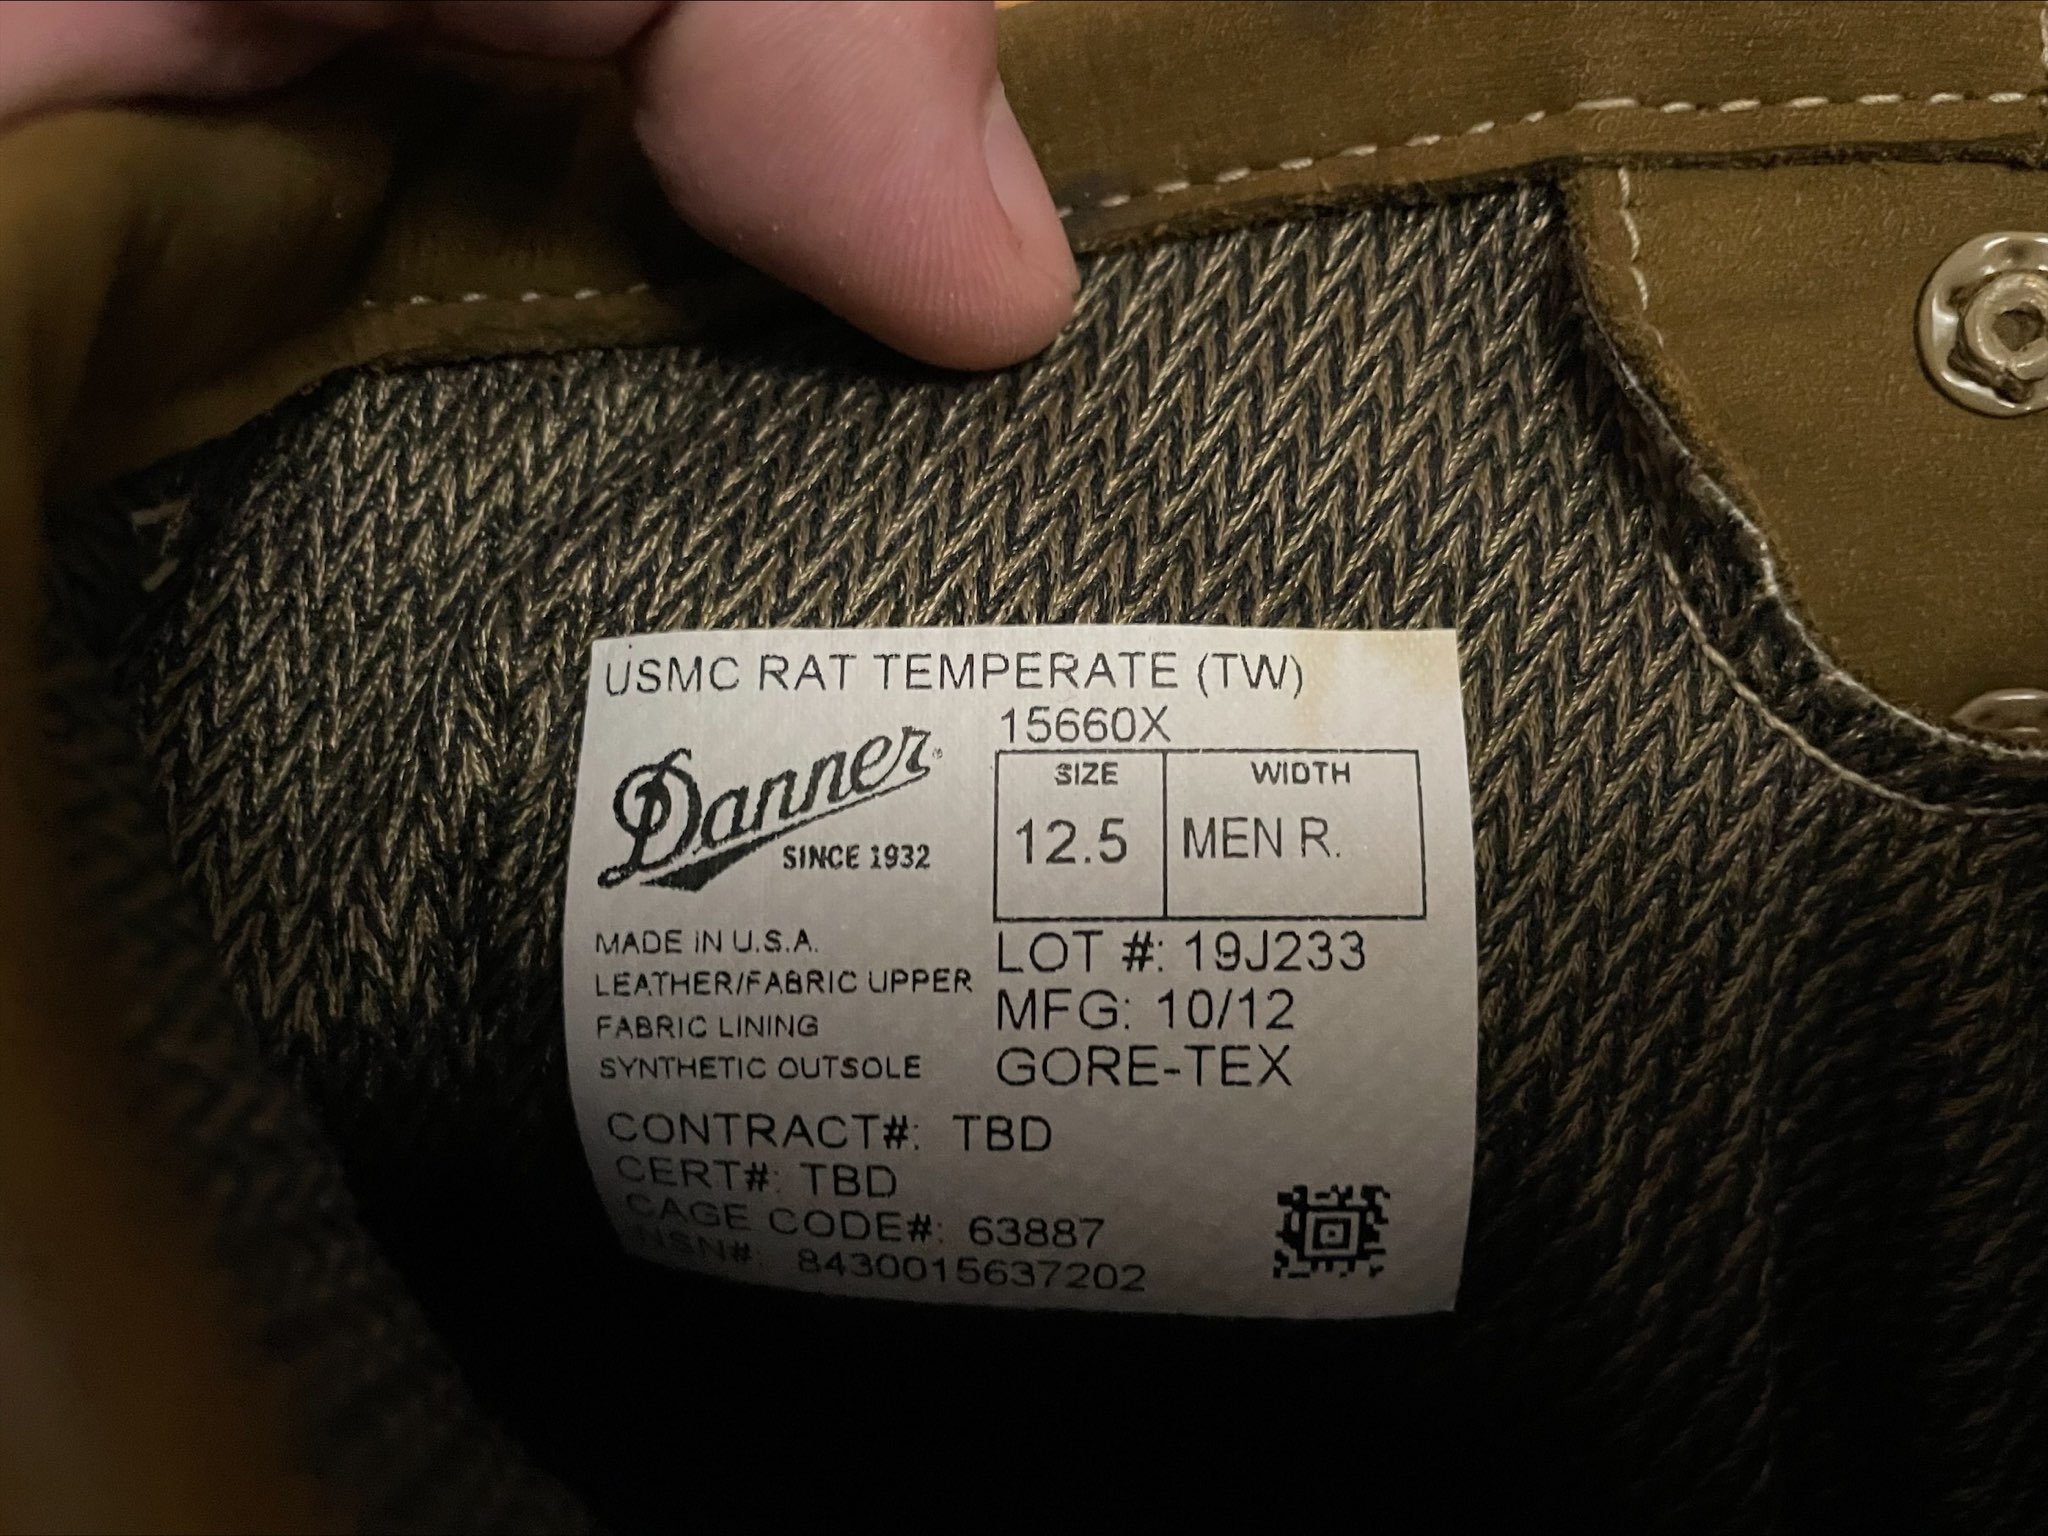 USMC RAT TEMPERATE (TW)
15660X
Danner®
SINCE 1932
SIZE WIDTH
12.5 MEN R.
MADE IN U.S.A.
LEATHER/FABRIC UPPER
FABRIC LINING
SYNTHETIC OUTSOLE
LOT #: 19J233
MFG: 10/12
GORE-TEX
CONTRACT#: TBD
CERT#: TBD
CAGE CODE#: 63887
NSN#: 8430015637202